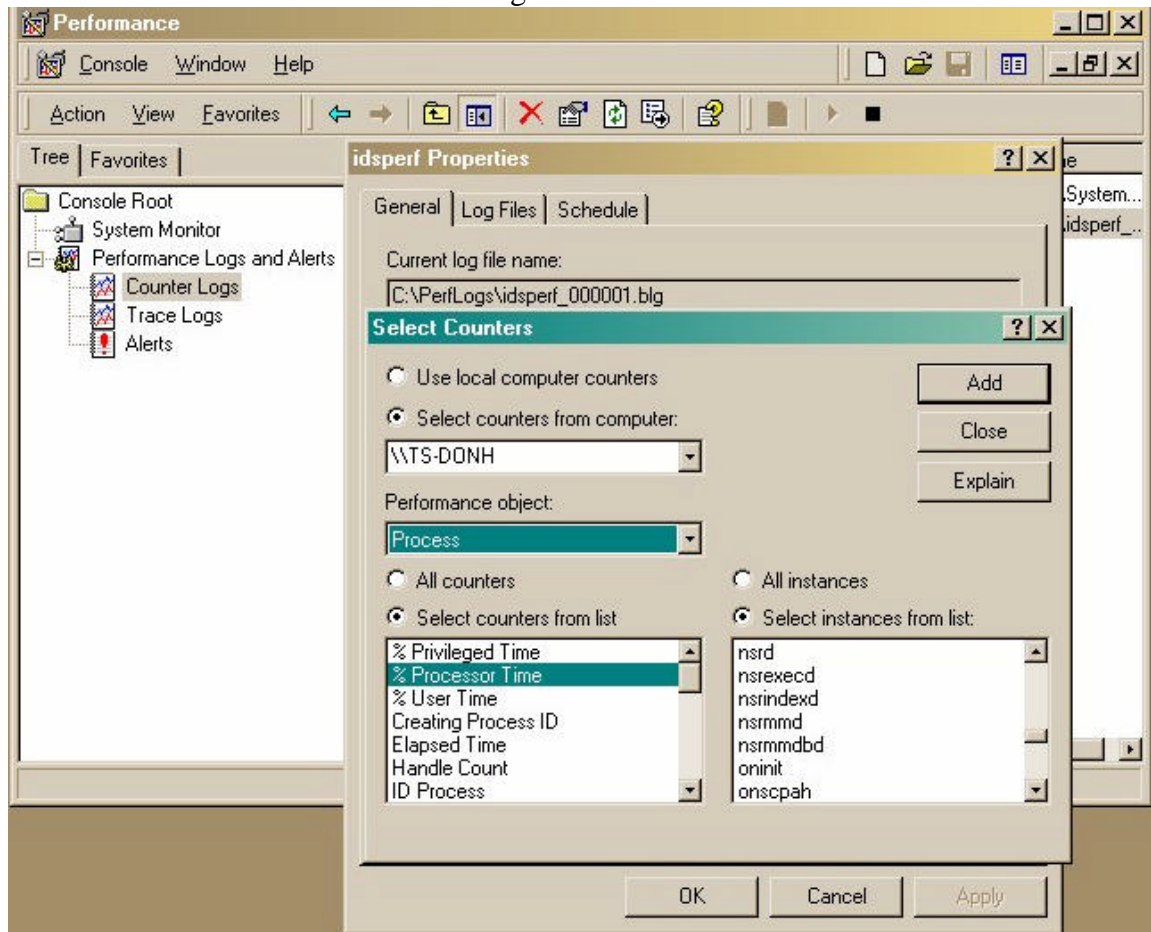 Performance
Console Window Help
Action View Favorites
Tree Favorites
Console Root
System Monitor
Performance Logs and Alerts
Counter Logs
Trace Logs
Alerts
.System...
idsperf_..
idsperf Properties
General Log Files Schedule
Current log file name:
C:\PerfLogs\idsperf_000001.blg
Select Counters
Use local computer counters
Select counters from computer:
\\TS-DONH
Performance object:
Process
All counters
Select counters from list
% Privileged Time
% Processor Time
% User Time
Creating Process ID
Elapsed Time
Handle Count
ID Process
All instances
Select instances from list:
nsrd
nsrexecd
nsrindexd
nsrmmd
nsrmmdbd
oninit
onscpah
Add
Close
Explain
OK Cancel Apply